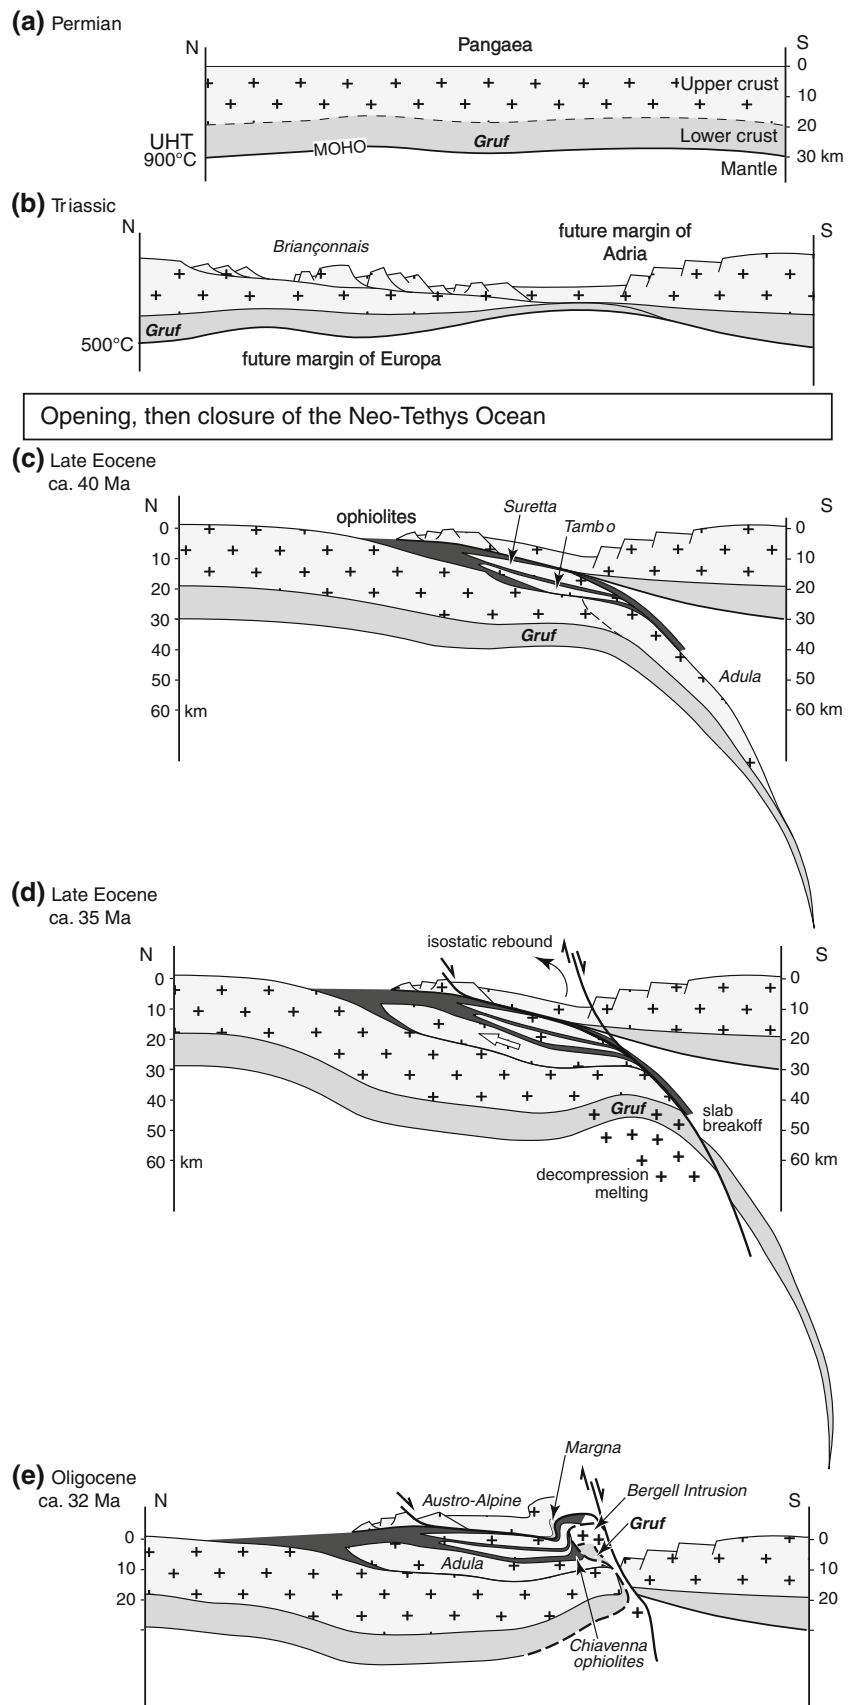 (a) Permian
N
Pangaea
S
0
Upper crust
10
20
UHT
900°C
MOHO
Gruf
Lower crust
30 km
Mantle
(b) Triassic
N
S
Briançonnais
future margin of
Adria
Gruf
500°C
future margin of Europa
Opening, then closure of the Neo-Tethys Ocean
(c) Late Eocene
ca. 40 Ma
N
S
ophiolites
Suretta
Tambo
0
10
20
30
40
50
60 km
Gruf
Adula
0
10
20
30
40
50
60 km
(d) Late Eocene
ca. 35 Ma
N
S
isostatic rebound
0
10
20
30
40
50
60 km
Gruf
slab
breakoff
decompression
melting
0
10
20
30
40
50
60 km
(e) Oligocene
ca. 32 Ma
N
S
Margna
Austro-Alpine
Bergell Intrusion
Gruf
0
10
20
Adula
Chiavenna
ophiolites
0
10
20